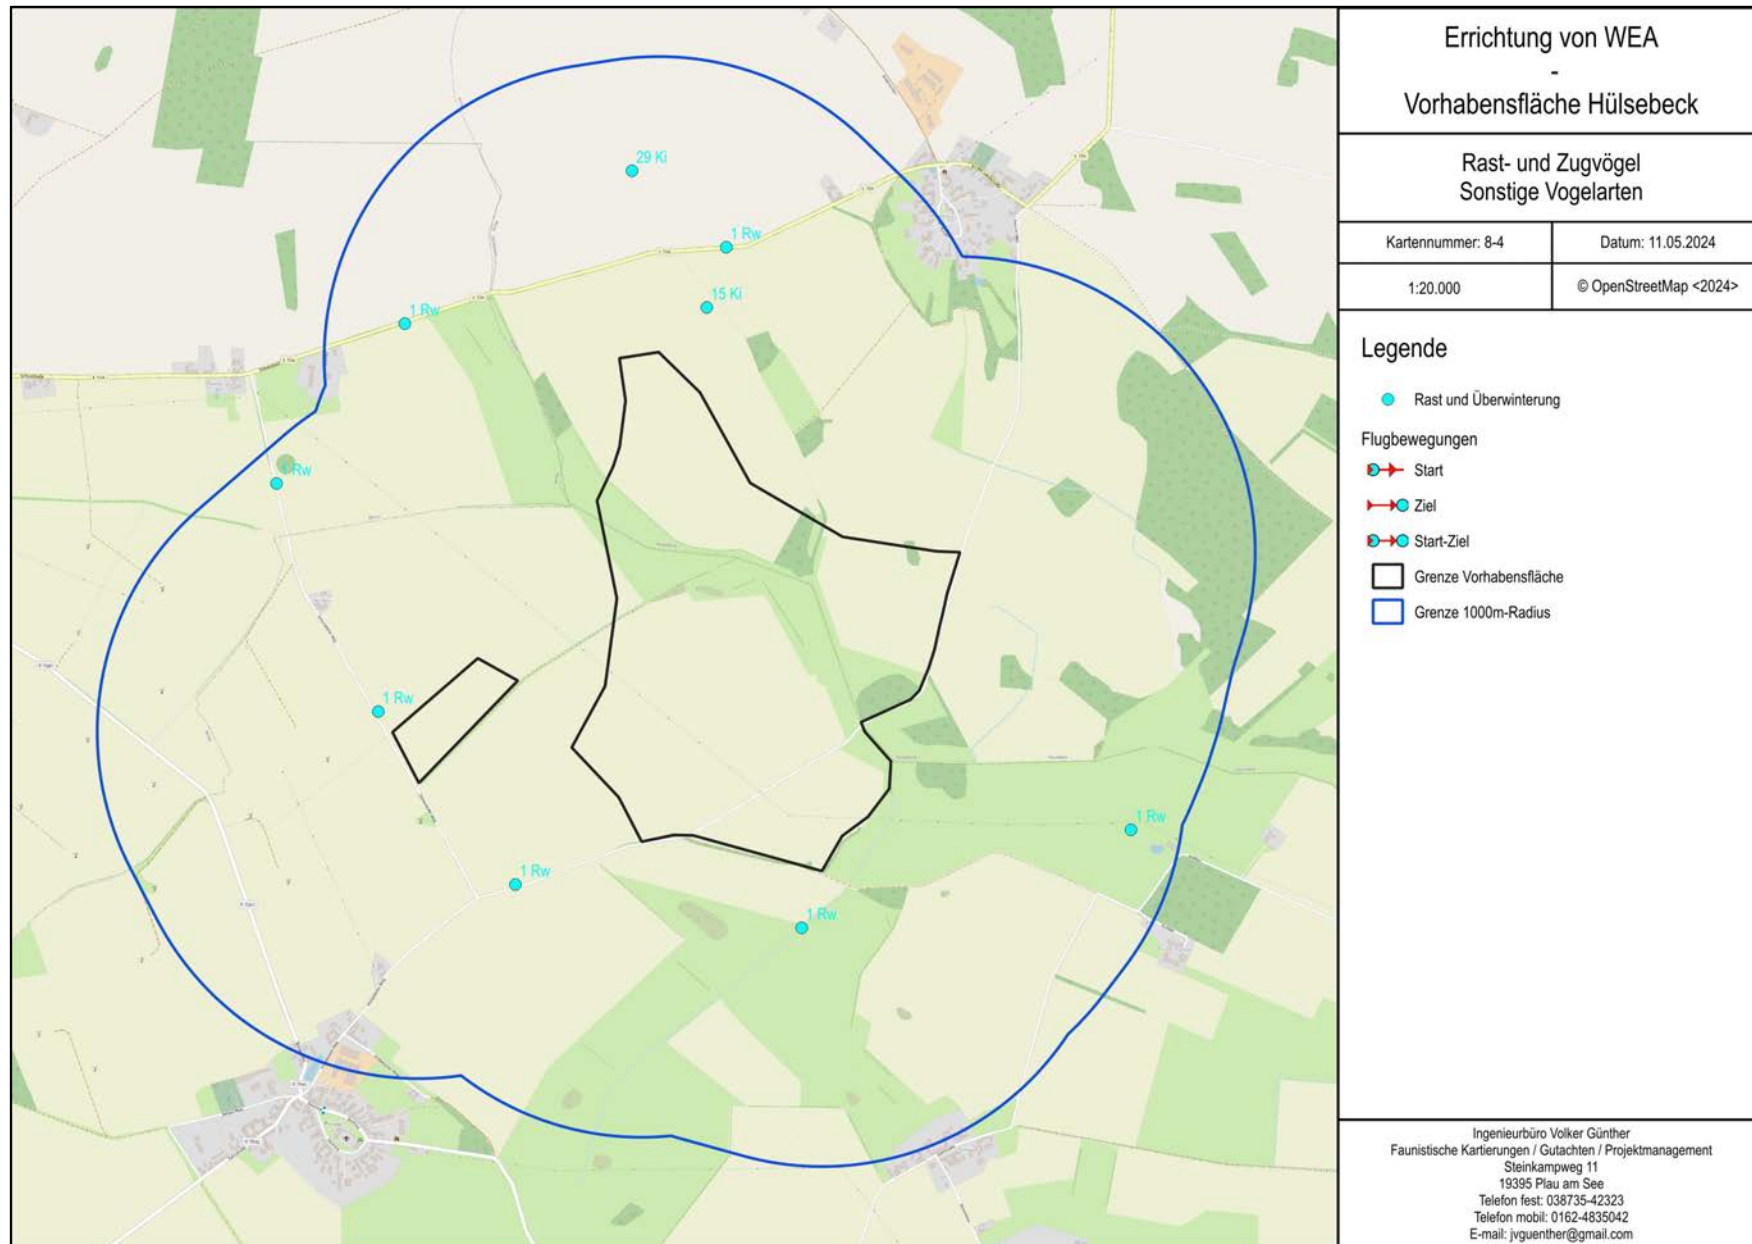 Errichtung von WEA
-
Vorhabensfläche Hülsebeck
Rast- und Zugvögel
Sonstige Vogelarten
Kartennummer: 8-4
Datum: 11.05.2024
1:20.000
© OpenStreetMap <2024>
Legende
Rast und Überwinterung
Flugbewegungen
Start
Ziel
Start-Ziel
Grenze Vorhabensfläche
Grenze 1000m-Radius
29 Ki
1 Rw
15 Ki
1 Rw
1 Rw
1 Rw
1 Rw
1 Rw
1 Rw
Ingenieurbüro Volker Günther
Faunistische Kartierungen / Gutachten / Projektmanagement
Steinkampweg 11
19395 Plau am See
Telefon fest: 038735-42323
Telefon mobil: 0162-4835042
E-mail: jvguenther@gmail.com